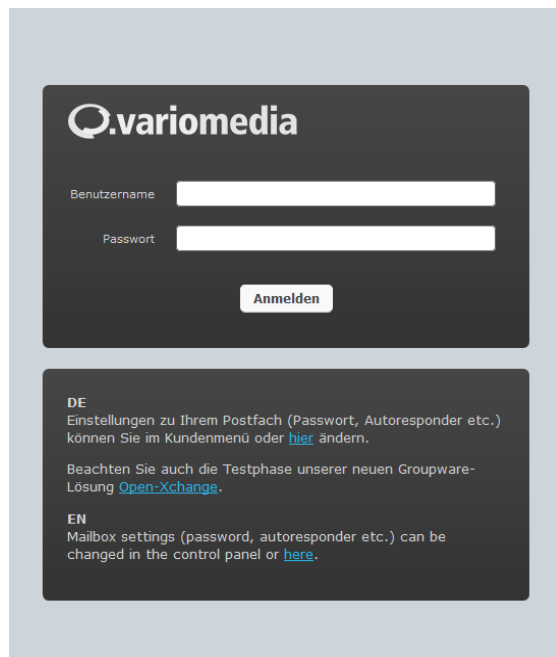 .variomedia
Benutzername
Passwort
Anmelden
DE
Einstellungen zu Ihrem Postfach (Passwort, Autoresponder etc.)
können Sie im Kundenmenü oder hier ändern.
Beachten Sie auch die Testphase unserer neuen Groupware-
Lösung Open-Xchange.
EN
Mailbox settings (password, autoresponder etc.) can be
changed in the control panel or here.